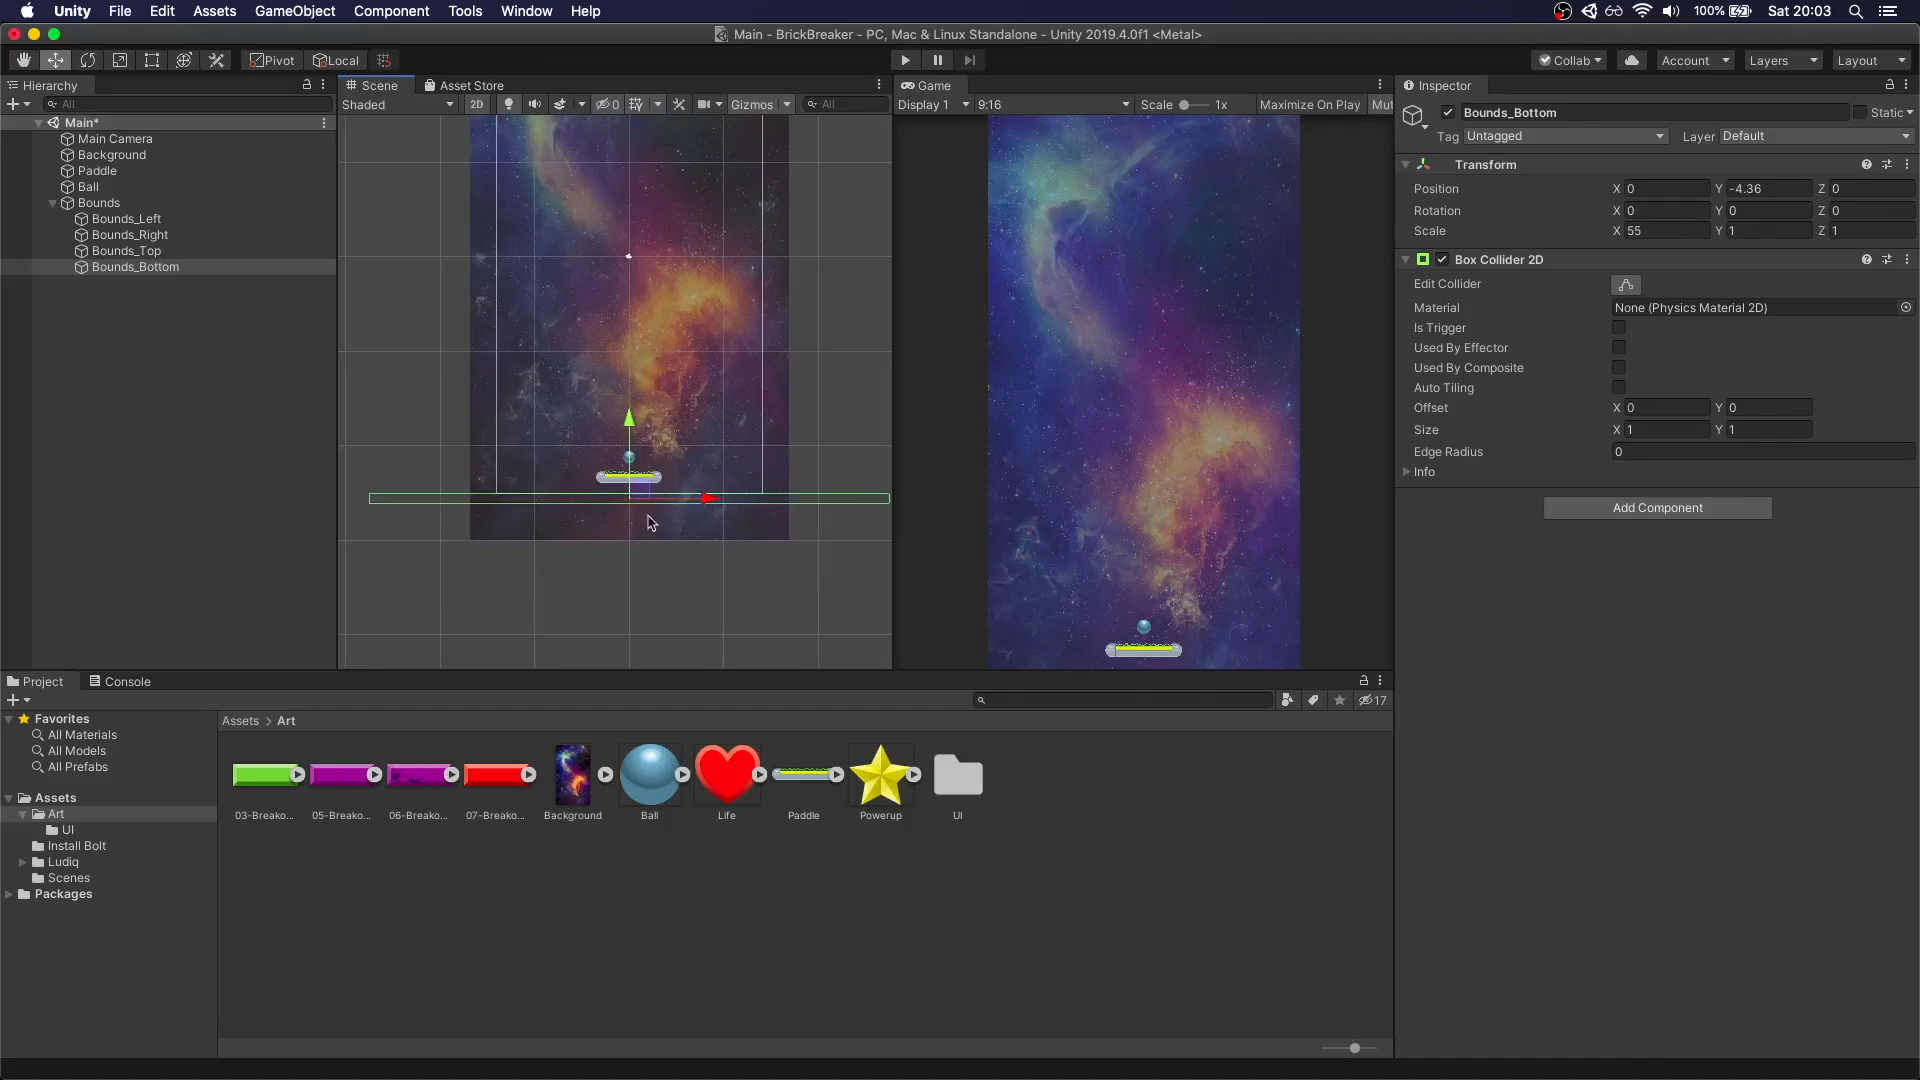 Unity File Edit Assets GameObject Component Tools Window Help 100% Sat 20:03
Main - BrickBreaker - PC, Mac & Linux Standalone - Unity 2019.4.0f1 <Metal>
Pivot Local Collab Account Layers Layout
Hierarchy Scene Asset Store Game Inspector
All Shaded 2D 0 Gizmos All Display 1 9:16 Scale 1x Maximize On Play Mut
Bounds_Bottom Static
Tag Untagged Layer Default
Main*
Main Camera
Background
Paddle
Ball
Bounds
Bounds_Left
Bounds_Right
Bounds_Top
Bounds_Bottom
Transform
Position X 0 Y -4.36 Z 0
Rotation X 0 Y 0 Z 0
Scale X 55 Y 1 Z 1
Box Collider 2D
Edit Collider
Material None (Physics Material 2D)
Is Trigger
Used By Effector
Used By Composite
Auto Tiling
Offset X 0 Y 0
Size X 1 Y 1
Edge Radius 0
Info
Add Component
Project Console
17
Favorites
All Materials
All Models
All Prefabs
Assets
Art
UI
Install Bolt
Ludiq
Scenes
Packages
Assets > Art
03-Breako... 05-Breako... 06-Breako... 07-Breako... Background Ball Life Paddle Powerup UI